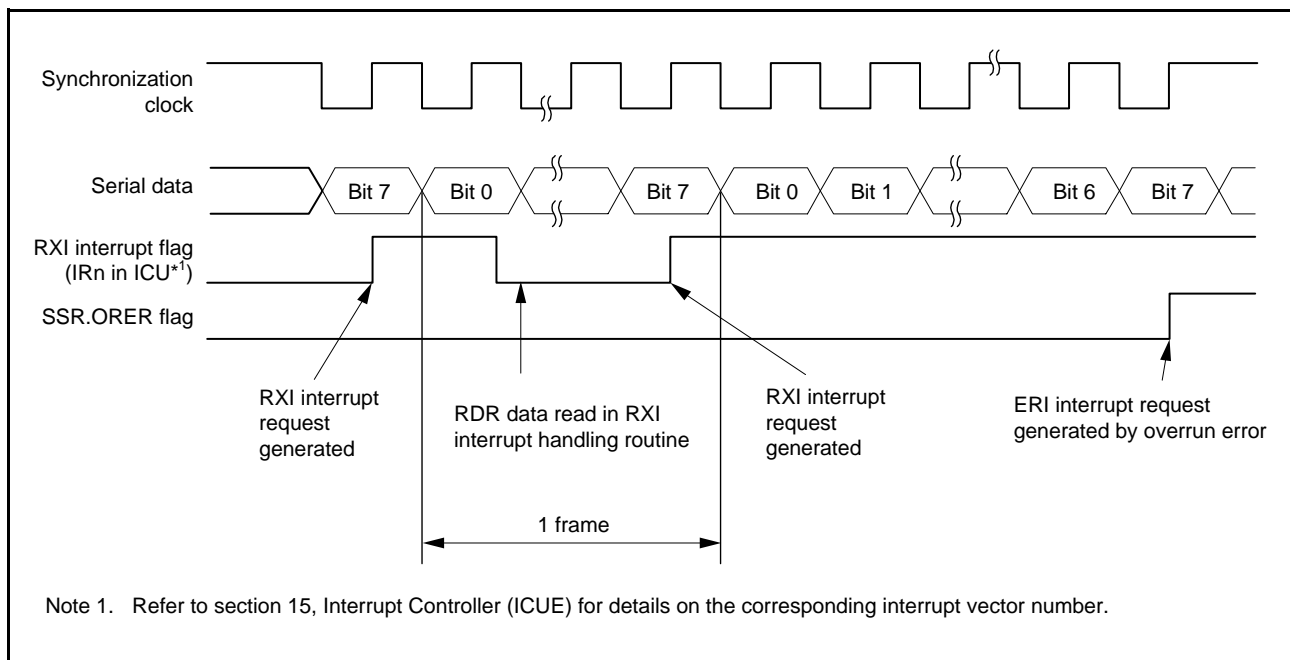 Synchronization
clock
Serial data
Bit 7
Bit 0
Bit 7
Bit 0
Bit 1
Bit 6
Bit 7
RXI interrupt flag
(IRn in ICU*1)
SSR.ORER flag
RXI interrupt
request
generated
RDR data read in RXI
interrupt handling routine
RXI interrupt
request
generated
ERI interrupt request
generated by overrun error
1 frame
Note 1. Refer to section 15, Interrupt Controller (ICUE) for details on the corresponding interrupt vector number.